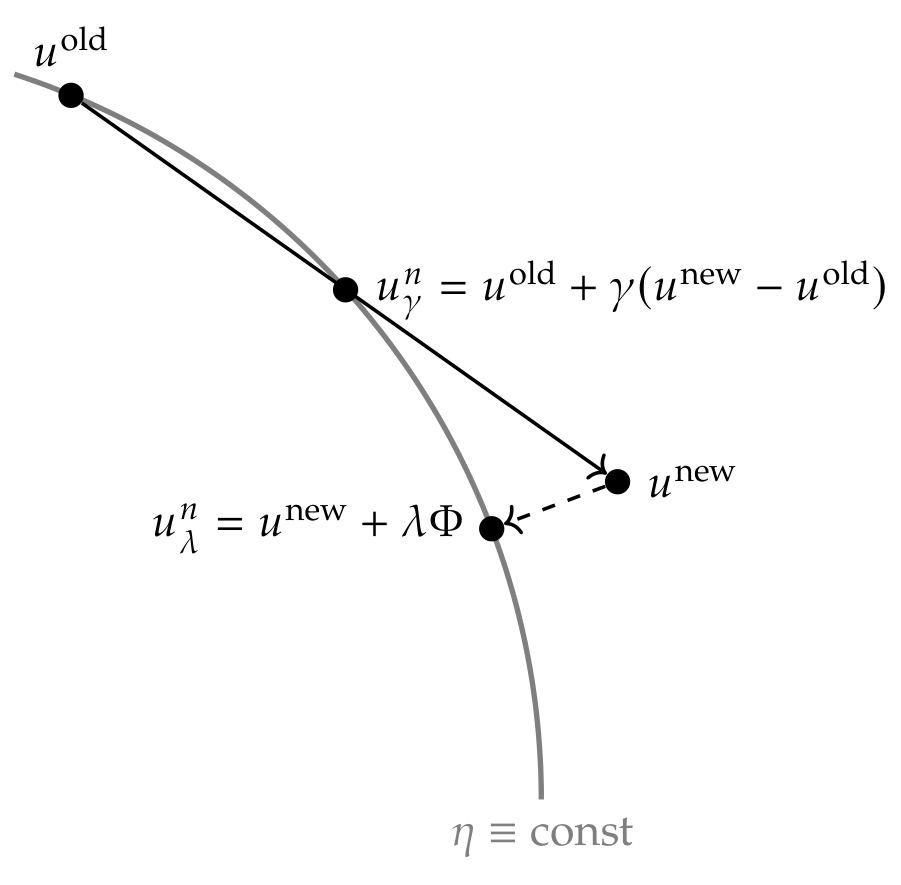 u^old
u^n_γ = u^old + γ(u^new − u^old)
u^new
u^n_λ = u^new + λΦ
η ≡ const